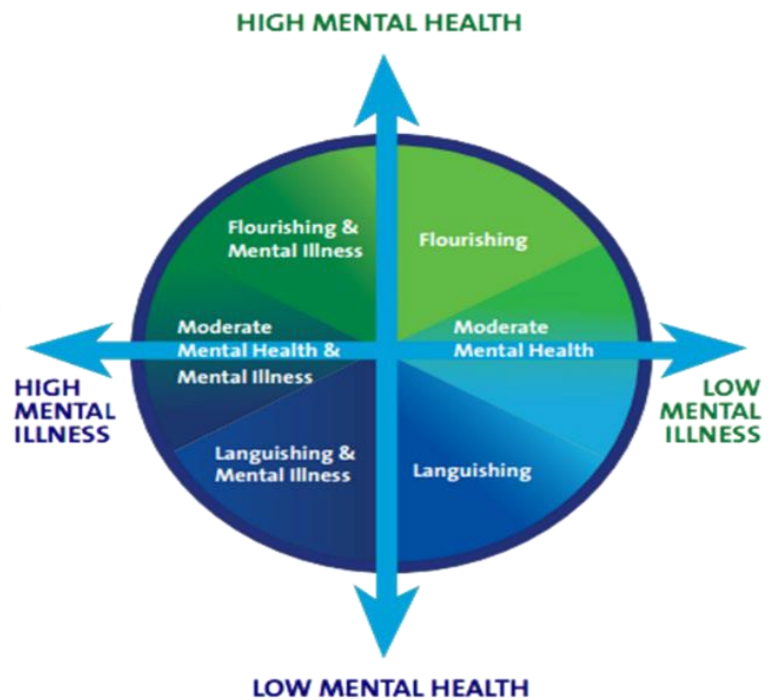 HIGH MENTAL HEALTH
Flourishing &
Mental Illness
Flourishing
Moderate
Mental Health &
Mental Illness
Moderate
Mental Health
HIGH
MENTAL
ILLNESS
LOW
MENTAL
ILLNESS
Languishing &
Mental Illness
Languishing
LOW MENTAL HEALTH